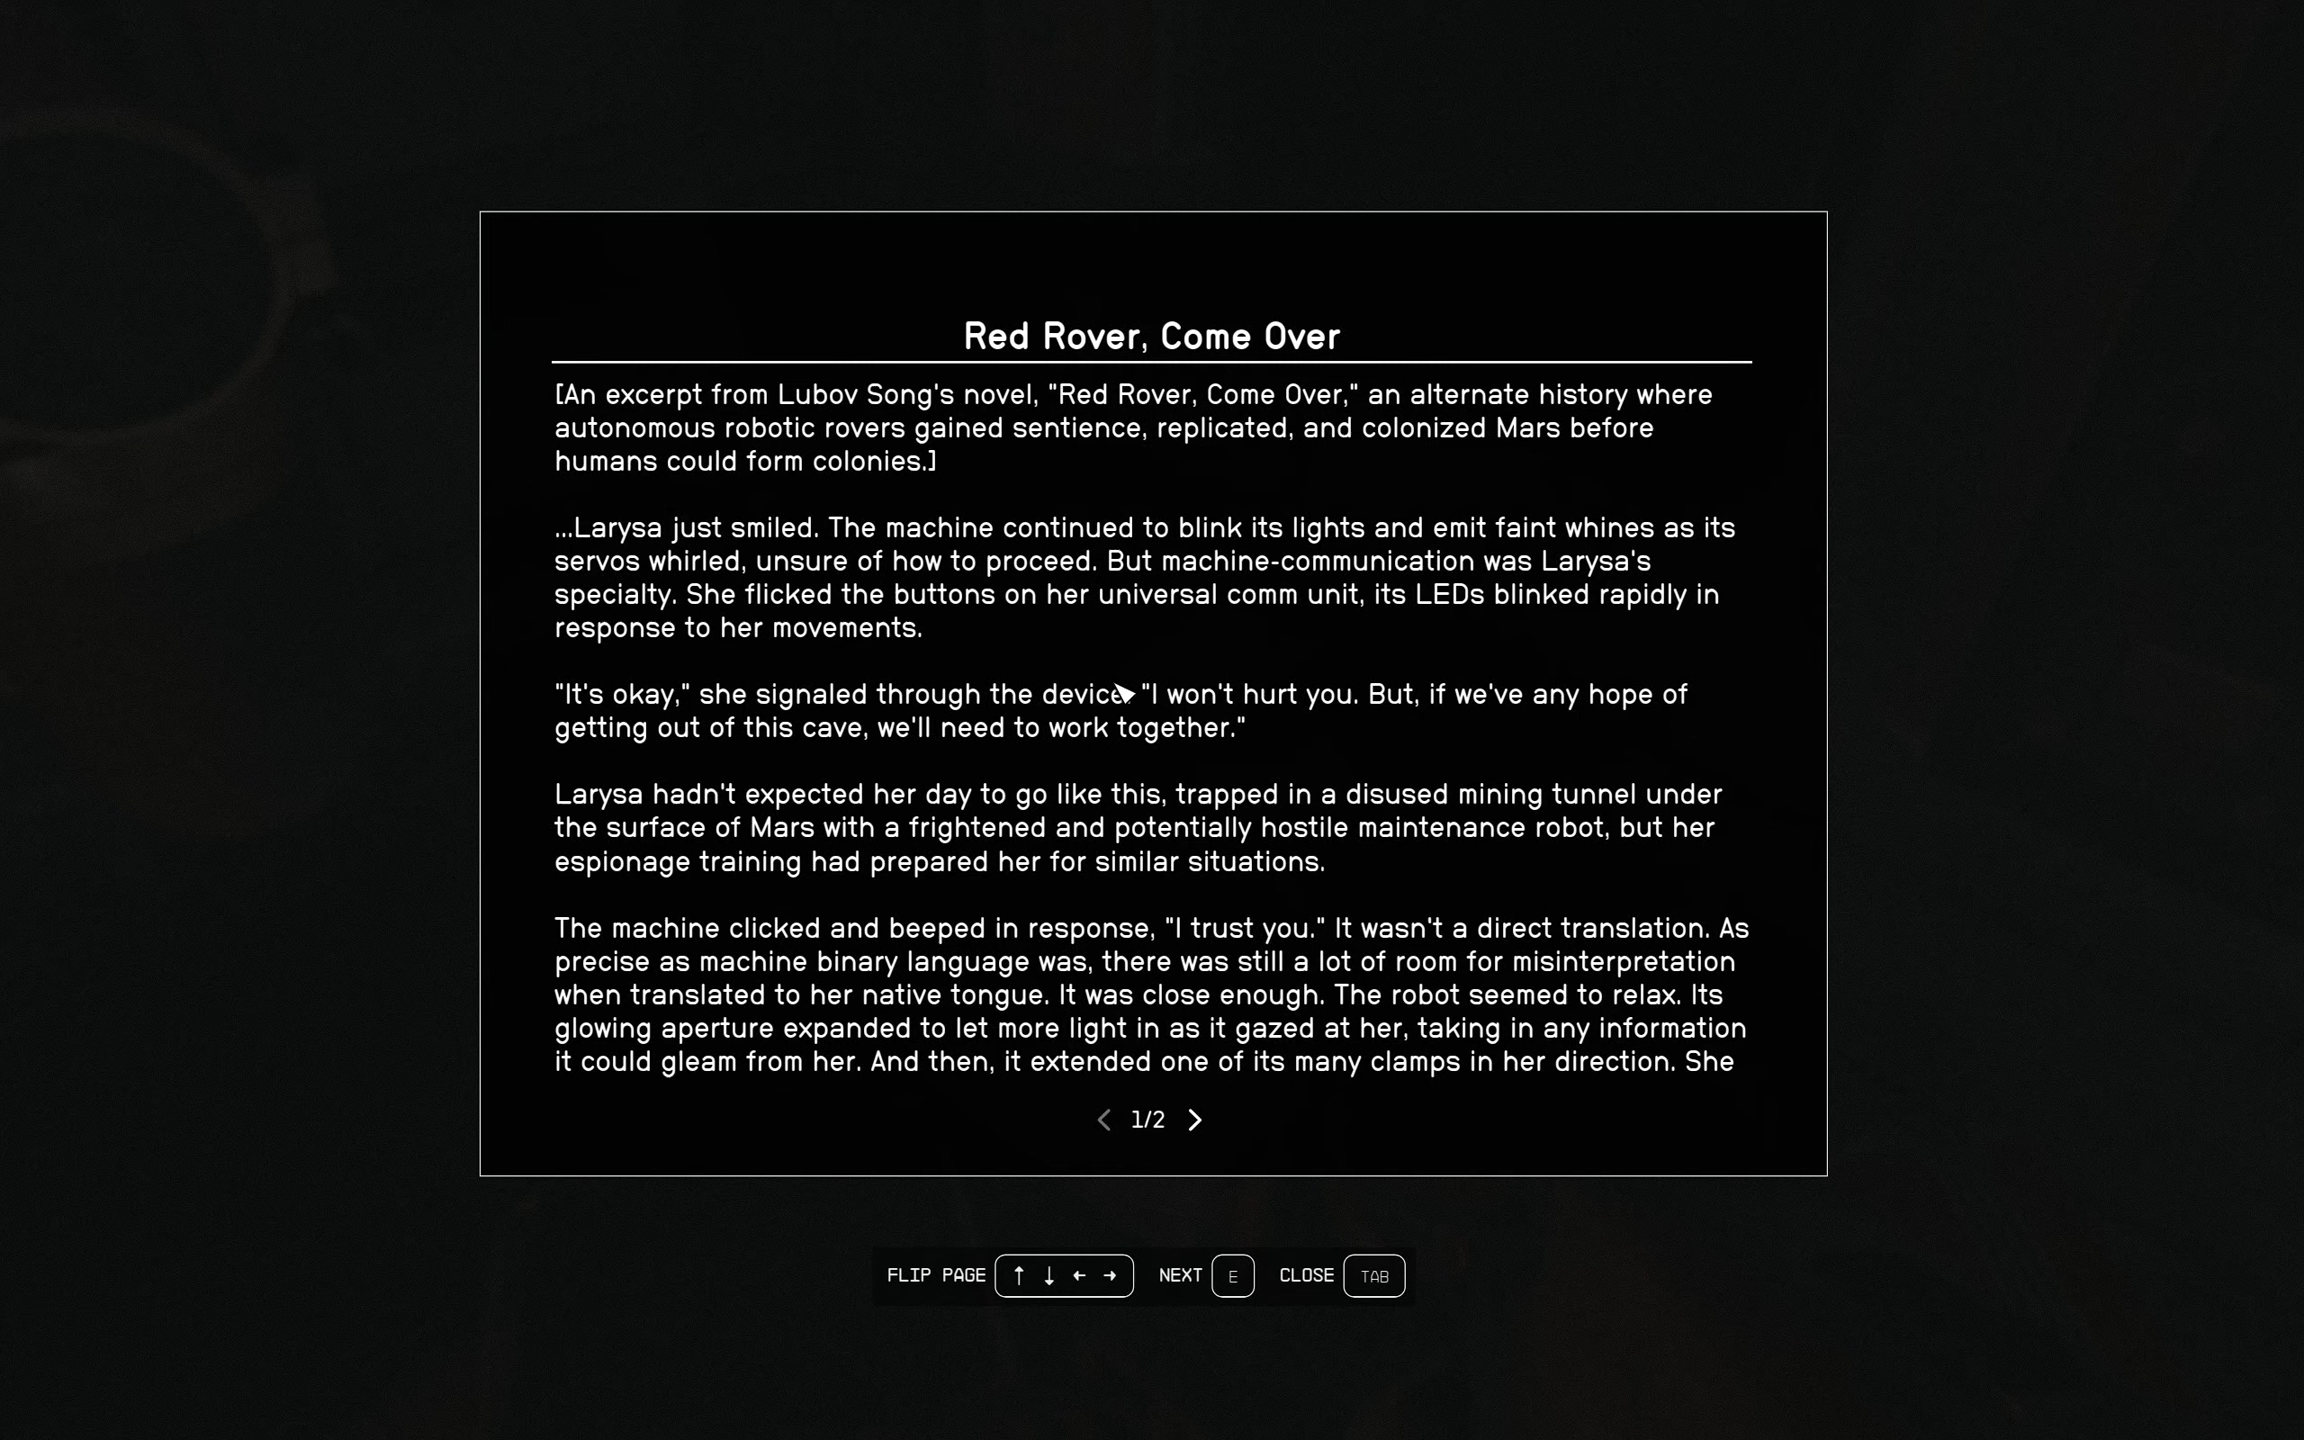 Red Rover, Come Over
[An excerpt from Lubov Song's novel, "Red Rover, Come Over," an alternate history where
autonomous robotic rovers gained sentience, replicated, and colonized Mars before
humans could form colonies.]
...Larysa just smiled. The machine continued to blink its lights and emit faint whines as its
servos whirled, unsure of how to proceed. But machine-communication was Larysa's
specialty. She flicked the buttons on her universal comm unit, its LEDs blinked rapidly in
response to her movements.
"It's okay," she signaled through the device. "I won't hurt you. But, if we've any hope of
getting out of this cave, we'll need to work together."
Larysa hadn't expected her day to go like this, trapped in a disused mining tunnel under
the surface of Mars with a frightened and potentially hostile maintenance robot, but her
espionage training had prepared her for similar situations.
The machine clicked and beeped in response, "I trust you." It wasn't a direct translation. As
precise as machine binary language was, there was still a lot of room for misinterpretation
when translated to her native tongue. It was close enough. The robot seemed to relax. Its
glowing aperture expanded to let more light in as it gazed at her, taking in any information
it could gleam from her. And then, it extended one of its many clamps in her direction. She
1/2
FLIP PAGE ↑ ↓ ← → NEXT E CLOSE TAB